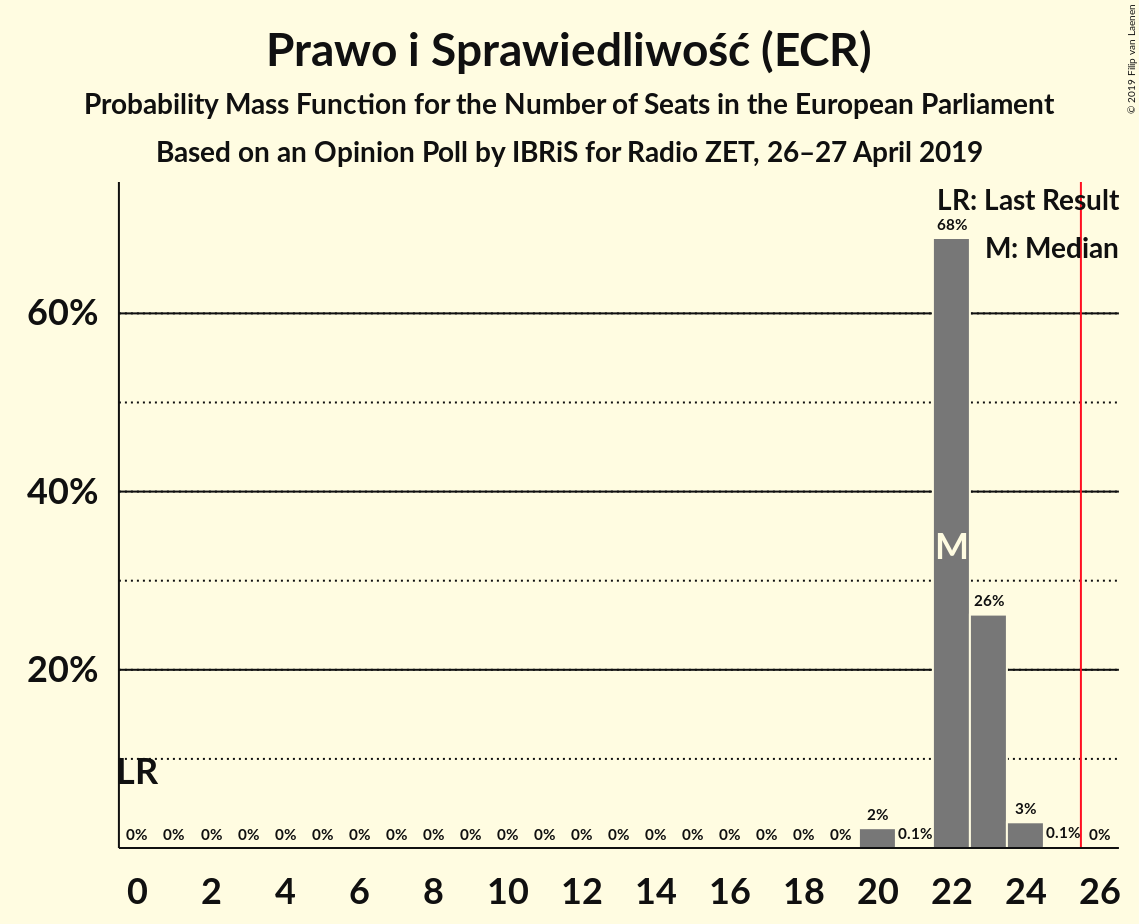 Prawo i Sprawiedliwość (ECR)
Probability Mass Function for the Number of Seats in the European Parliament
Based on an Opinion Poll by IBRiS for Radio ZET, 26–27 April 2019
© 2019 Filip van Laenen
LR: Last Result
M: Median
68%
60%
40%
M
26%
20%
LR
0% 0% 0% 0% 0% 0% 0% 0% 0% 0% 0% 0% 0% 0% 0% 0% 0% 0% 0% 0% 2% 0.1% 3% 0.1% 0%
0 2 4 6 8 10 12 14 16 18 20 22 24 26